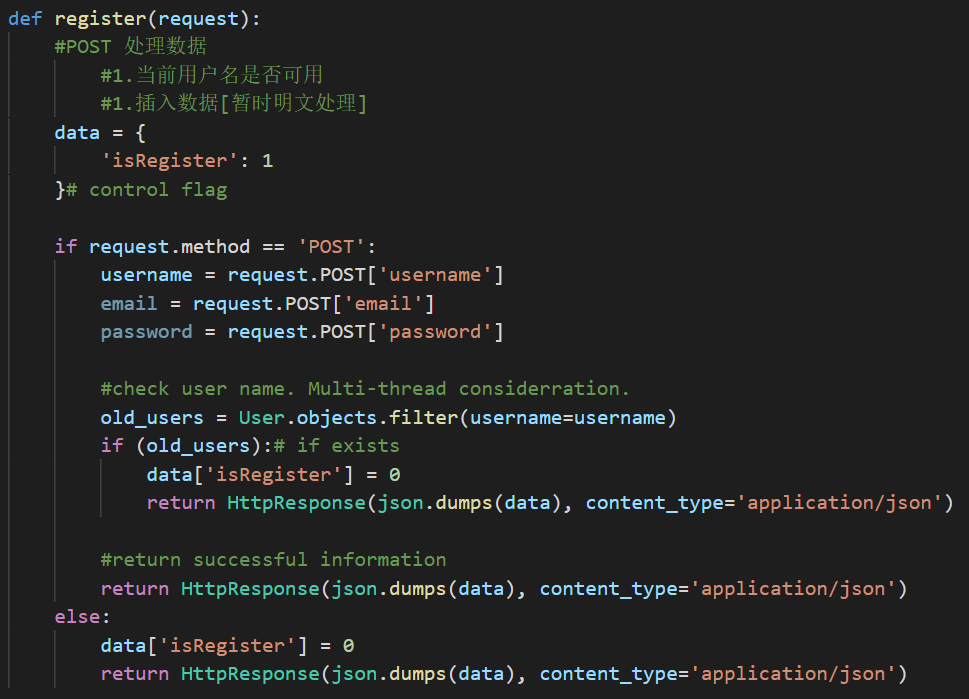 def register(request):
    #POST 处理数据
        #1.当前用户名是否可用
        #1.插入数据[暂时明文处理]
    data = {
        'isRegister': 1
    }# control flag

    if request.method == 'POST':
        username = request.POST['username']
        email = request.POST['email']
        password = request.POST['password']

        #check user name. Multi-thread considerration.
        old_users = User.objects.filter(username=username)
        if (old_users):# if exists
            data['isRegister'] = 0
            return HttpResponse(json.dumps(data), content_type='application/json')

        #return successful information
        return HttpResponse(json.dumps(data), content_type='application/json')
    else:
        data['isRegister'] = 0
        return HttpResponse(json.dumps(data), content_type='application/json')